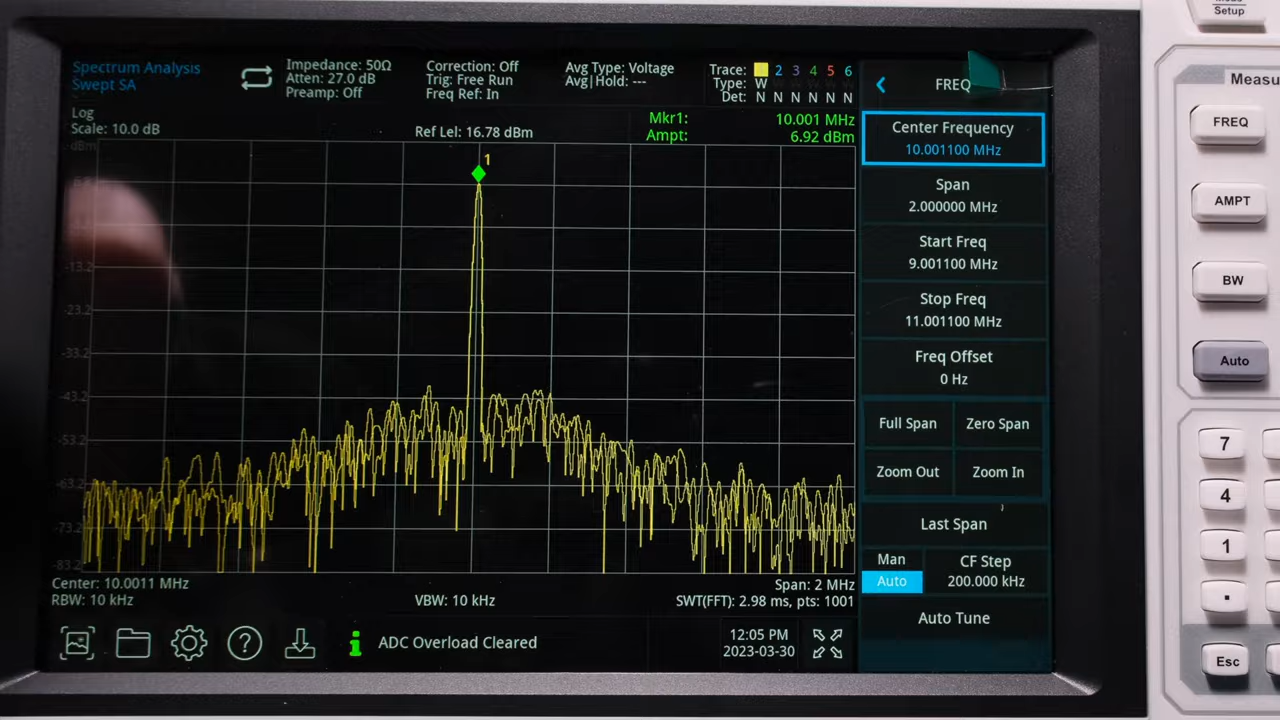 Spectrum Analysis
Swept SA
Impedance: 50Ω
Atten: 27.0 dB
Preamp: Off
Correction: Off
Trig: Free Run
Freq Ref: In
Avg Type: Voltage
Avg|Hold: ---
Trace: 2 3 4 5 6
Type: W
Det: N N N N N N
Log
Scale: 10.0 dB
dBm
Ref Lel: 16.78 dBm
Mkr1: 10.001 MHz
Ampt: 6.92 dBm
1
-13.2
-23.2
-33.2
-43.2
-53.2
-63.2
-73.2
-83.2
Center: 10.0011 MHz
RBW: 10 kHz
VBW: 10 kHz
Span: 2 MHz
SWT(FFT): 2.98 ms, pts: 1001
?
i ADC Overload Cleared
12:05 PM
2023-03-30
FREQ
Center Frequency
10.001100 MHz
Span
2.000000 MHz
Start Freq
9.001100 MHz
Stop Freq
11.001100 MHz
Freq Offset
0 Hz
Full Span
Zero Span
Zoom Out
Zoom In
Last Span
Man
Auto
CF Step
200.000 kHz
Auto Tune
Setup
Measu
FREQ
AMPT
BW
Auto
7
4
1
.
Esc